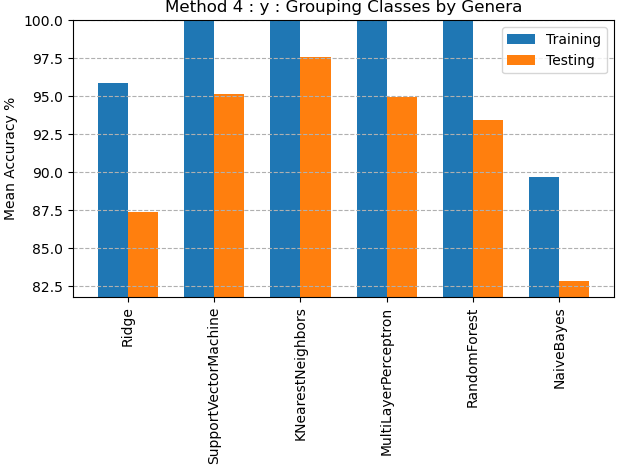 Method 4 : y : Grouping Classes by Genera
Mean Accuracy %
100.0
97.5
95.0
92.5
90.0
87.5
85.0
82.5
Training
Testing
Ridge
SupportVectorMachine
KNearestNeighbors
MultiLayerPerceptron
RandomForest
NaiveBayes